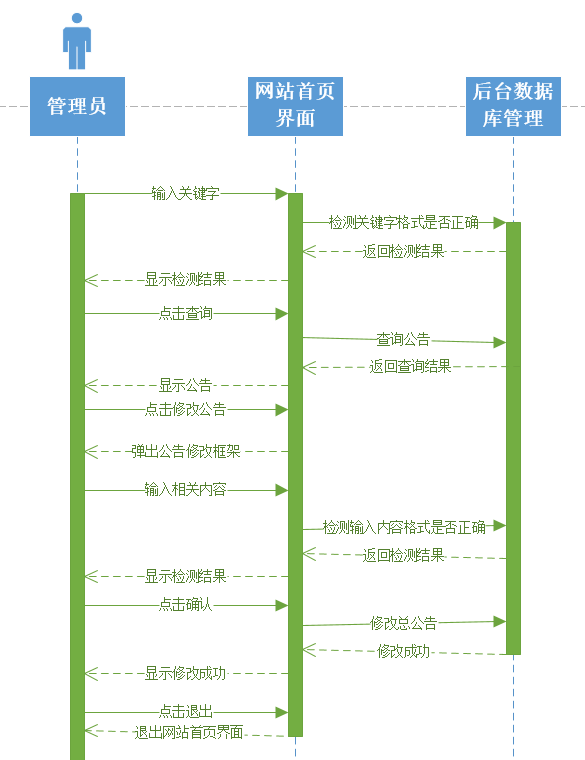 管理员
网站首页
界面
后台数据
库管理
输入关键字
检测关键字格式是否正确
返回检测结果
显示检测结果
点击查询
查询公告
返回查询结果
显示公告
点击修改公告
弹出公告修改框架
输入相关内容
检测输入内容格式是否正确
返回检测结果
显示检测结果
点击确认
修改总公告
修改成功
显示修改成功
点击退出
退出网站首页界面